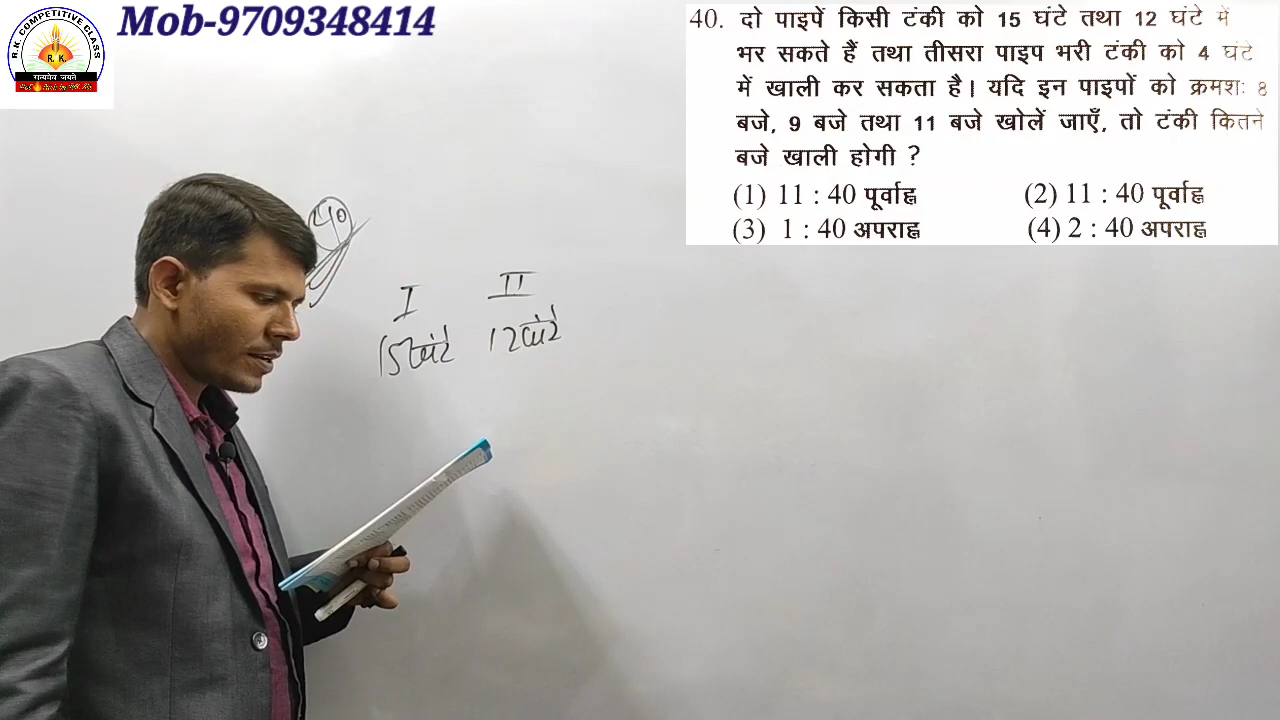 R.K.COMPETITIVE CLASS
R. K.
सत्यमेव जयते
Mob-9709348414
40. दो पाइपें किसी टंकी को 15 घंटे तथा 12 घंटे में
भर सकते हैं तथा तीसरा पाइप भरी टंकी को 4 घंटे
में खाली कर सकता है। यदि इन पाइपों को क्रमशः 8
बजे, 9 बजे तथा 11 बजे खोलें जाएँ, तो टंकी कितने
बजे खाली होगी ?
(1) 11 : 40 पूर्वाह्न (2) 11 : 40 पूर्वाह्न
(3) 1 : 40 अपराह्न (4) 2 : 40 अपराह्न
40
I II
15घंटे 12घंटे